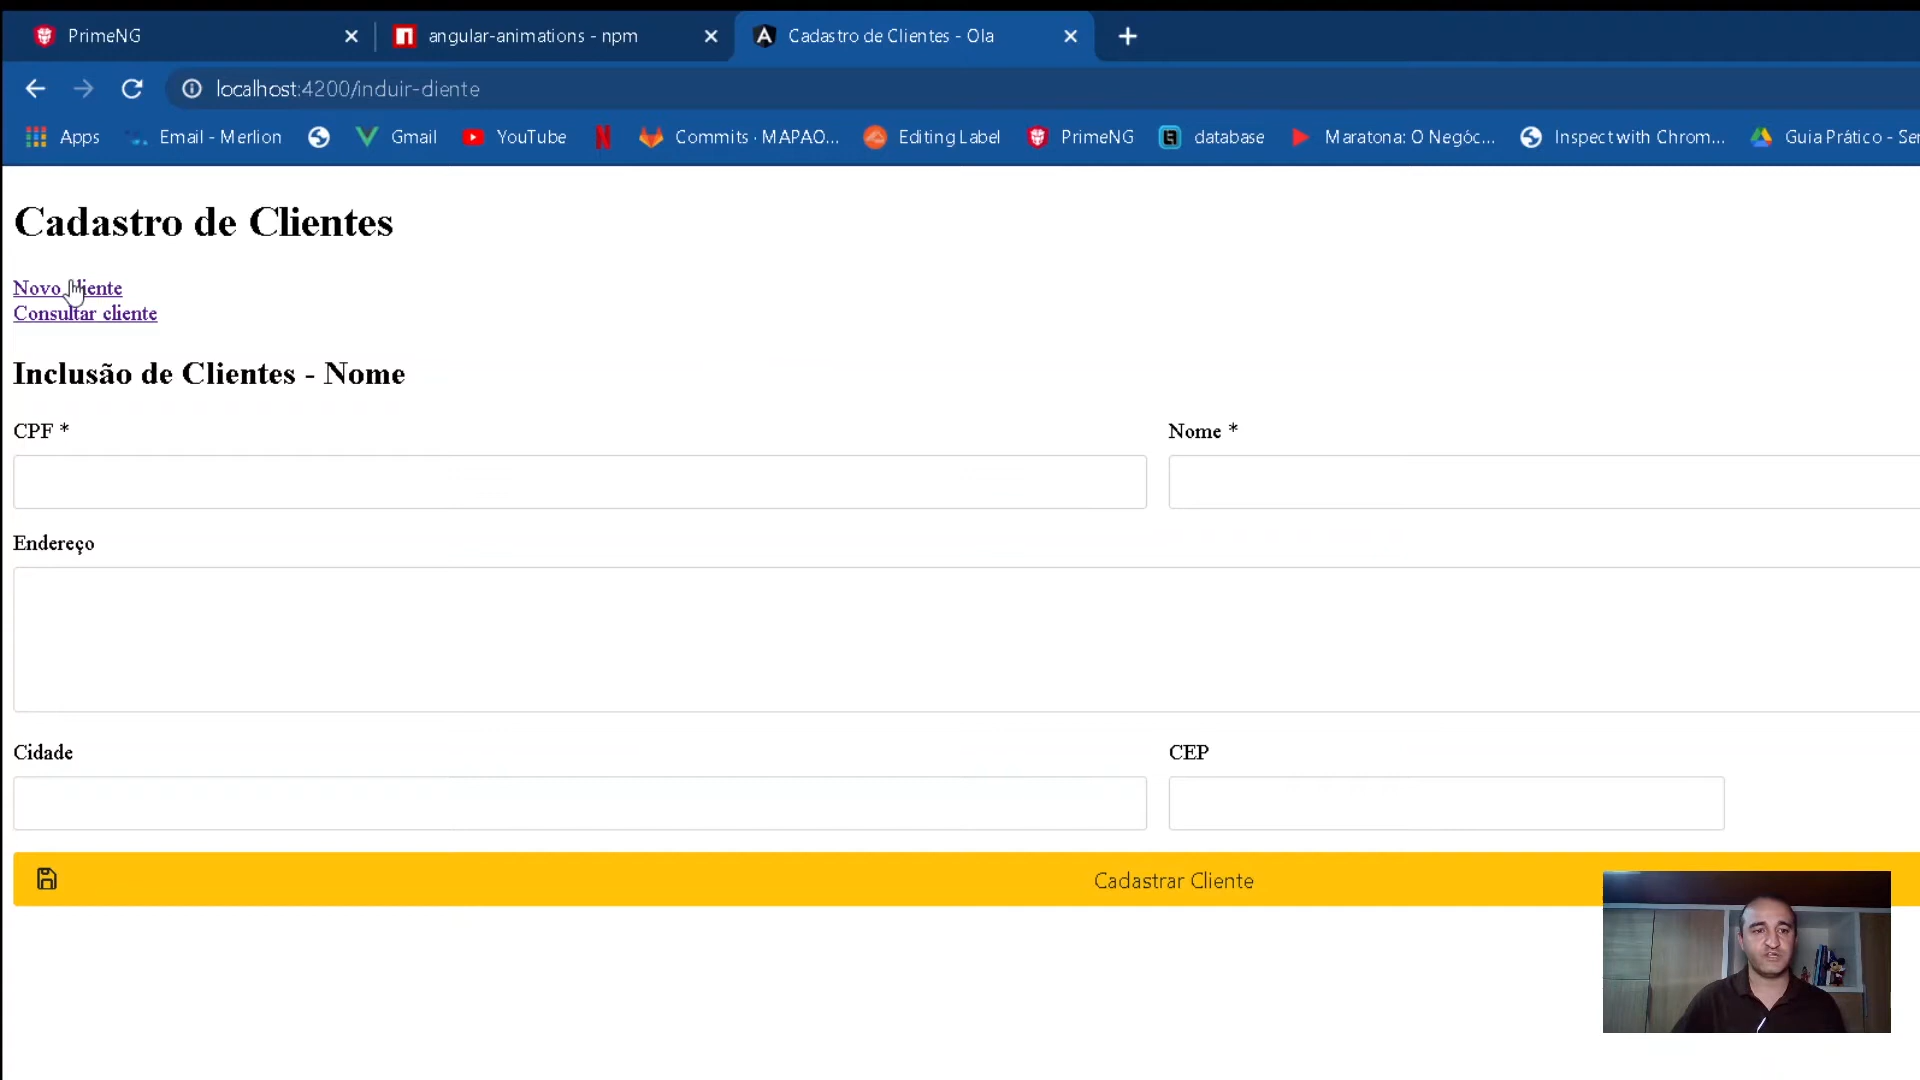 PrimeNG
angular-animations - npm
Cadastro de Clientes - Ola
localhost:4200/incluir-cliente
Apps
Email - Merlion
Gmail
YouTube
Commits · MAPAO...
Editing Label
PrimeNG
database
Maratona: O Negóc...
Inspect with Chrom...
Guia Prático - Ser
Cadastro de Clientes
Novo cliente
Consultar cliente
Inclusão de Clientes - Nome
CPF *
Nome *
Endereço
Cidade
CEP
Cadastrar Cliente